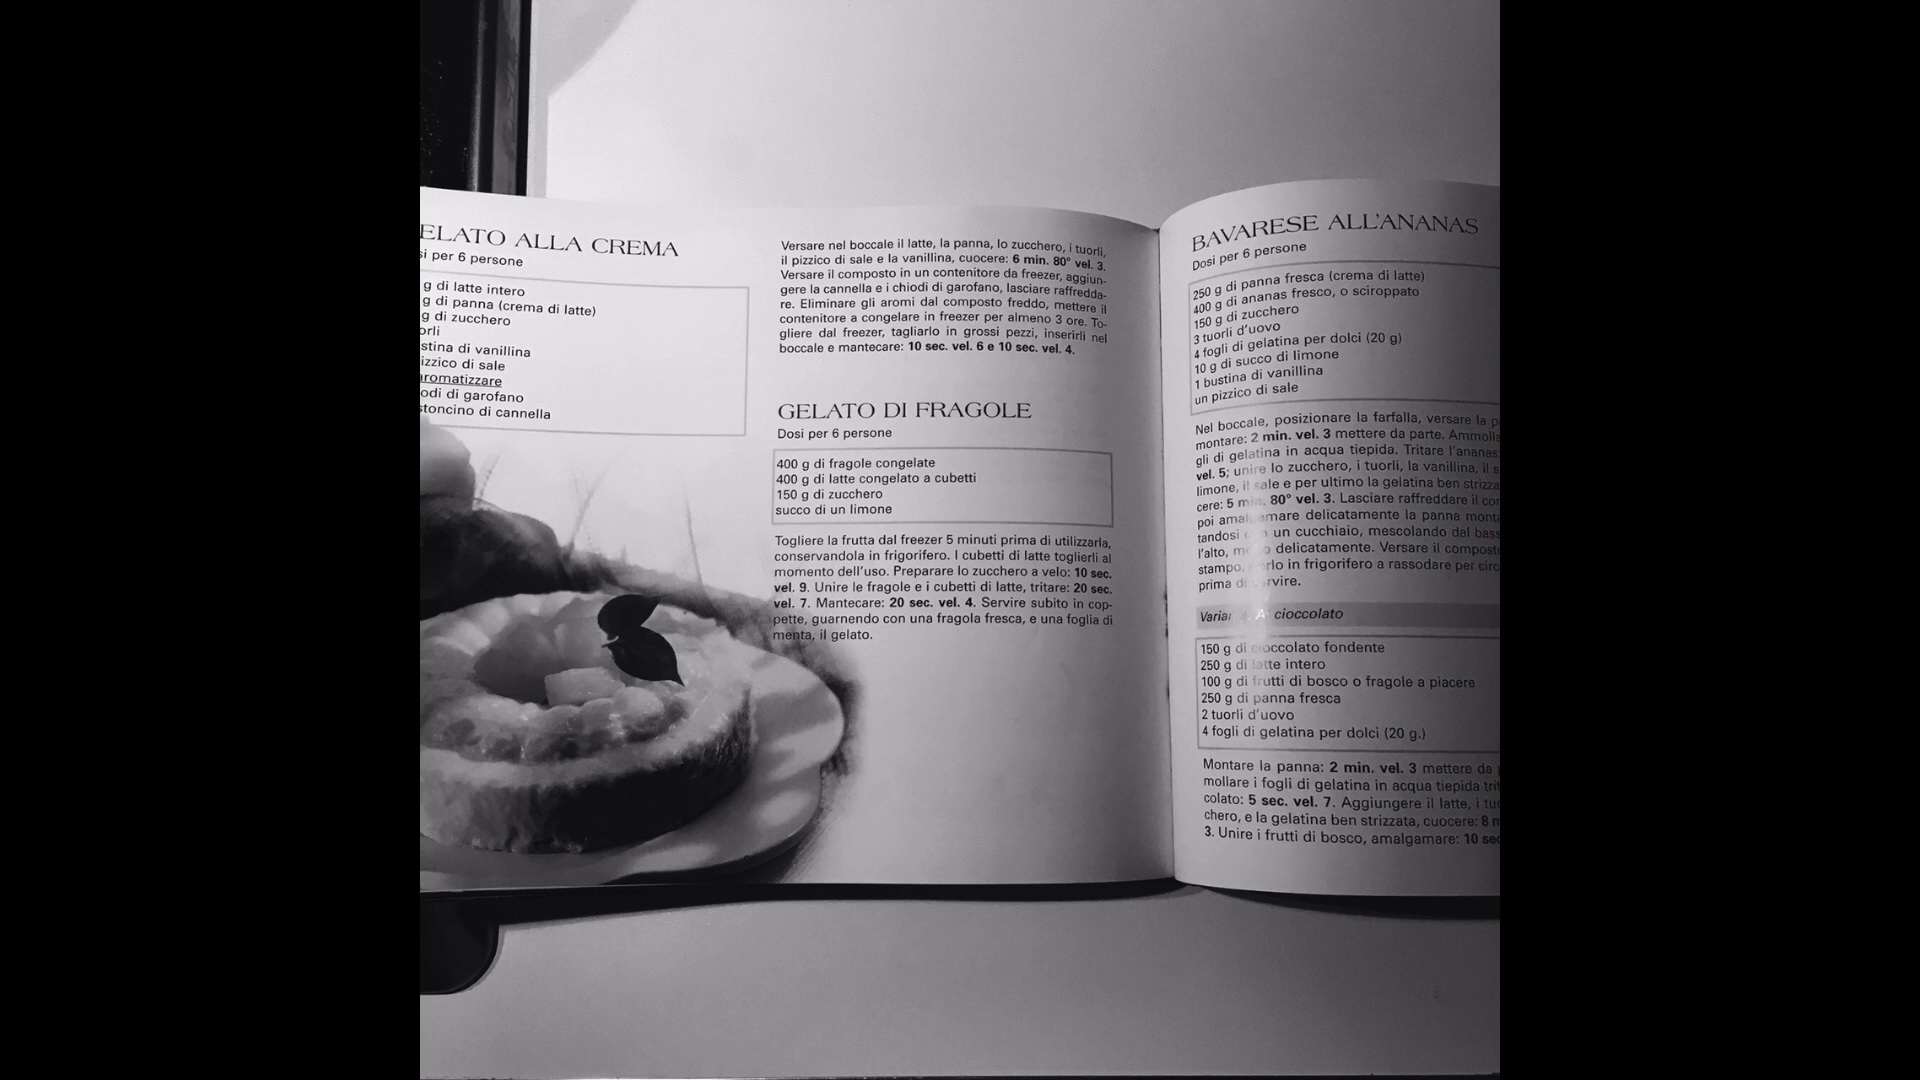 ELATO ALLA CREMA
si per 6 persone
g di latte intero
g di panna (crema di latte)
g di zucchero
orli
stina di vanillina
izzico di sale
aromatizzare
odi di garofano
stoncino di cannella
Versare nel boccale il latte, la panna, lo zucchero, i tuorli,
il pizzico di sale e la vanillina, cuocere: 6 min. 80° vel. 3.
Versare il composto in un contenitore da freezer, aggiun-
gere la cannella e i chiodi di garofano, lasciare raffredda-
re. Eliminare gli aromi dal composto freddo, mettere il
contenitore a congelare in freezer per almeno 3 ore. To-
gliere dal freezer, tagliarlo in grossi pezzi, inserirli nel
boccale e mantecare: 10 sec. vel. 6 e 10 sec. vel. 4.
GELATO DI FRAGOLE
Dosi per 6 persone
400 g di fragole congelate
400 g di latte congelato a cubetti
150 g di zucchero
succo di un limone
Togliere la frutta dal freezer 5 minuti prima di utilizzarla,
conservandola in frigorifero. I cubetti di latte toglierli al
momento dell'uso. Preparare lo zucchero a velo: 10 sec.
vel. 9. Unire le fragole e i cubetti di latte, tritare: 20 sec.
vel. 7. Mantecare: 20 sec. vel. 4. Servire subito in cop-
pette, guarnendo con una fragola fresca, e una foglia di
menta, il gelato.
BAVARESE ALL'ANANAS
Dosi per 6 persone
250 g di panna fresca (crema di latte)
400 g di ananas fresco, o sciroppato
150 g di zucchero
3 tuorli d'uovo
4 fogli di gelatina per dolci (20 g)
10 g di succo di limone
1 bustina di vanillina
un pizzico di sale
Nel boccale, posizionare la farfalla, versare la p
montare: 2 min. vel. 3 mettere da parte. Ammolla
gli di gelatina in acqua tiepida. Tritare l'ananas:
vel. 5; unire lo zucchero, i tuorli, la vanillina, il s
limone, il sale e per ultimo la gelatina ben strizza
cere: 5 min. 80° vel. 3. Lasciare raffreddare il co
poi amalgamare delicatamente la panna mont
tandosi con un cucchiaio, mescolando dal bass
l'alto, delicatamente. Versare il compost
stampo, in frigorifero a rassodare per circ
prima di servire.
cioccolato
150 g di cioccolato fondente
250 g di latte intero
100 g di frutti di bosco o fragole a piacere
250 g di panna fresca
2 tuorli d'uovo
4 fogli di gelatina per dolci (20 g.)
Montare la panna: 2 min. vel. 3 mettere da
mollare i fogli di gelatina in acqua tiepida trit
colato: 5 sec. vel. 7. Aggiungere il latte, i tuo
chero, e la gelatina ben strizzata, cuocere: 8 m
3. Unire i frutti di bosco, amalgamare: 10 sec